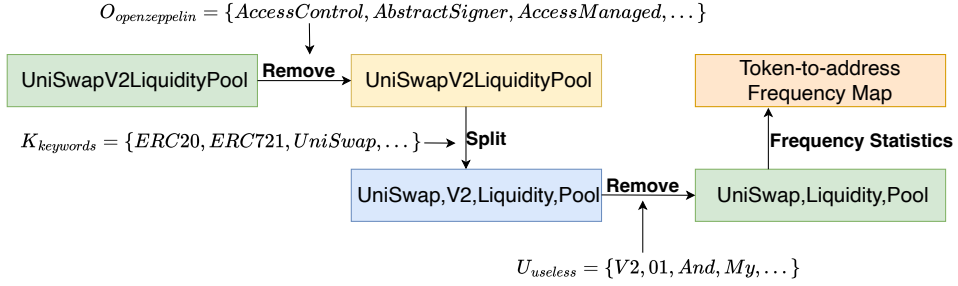 O_openzeppelin = {AccessControl, AbstractSigner, AccessManaged, ...}
UniSwapV2LiquidityPool
Remove
UniSwapV2LiquidityPool
Token-to-address
Frequency Map
K_keywords = {ERC20, ERC721, UniSwap, ...}
Split
Frequency Statistics
UniSwap,V2,Liquidity,Pool
Remove
UniSwap,Liquidity,Pool
U_useless = {V2, 01, And, My, ...}